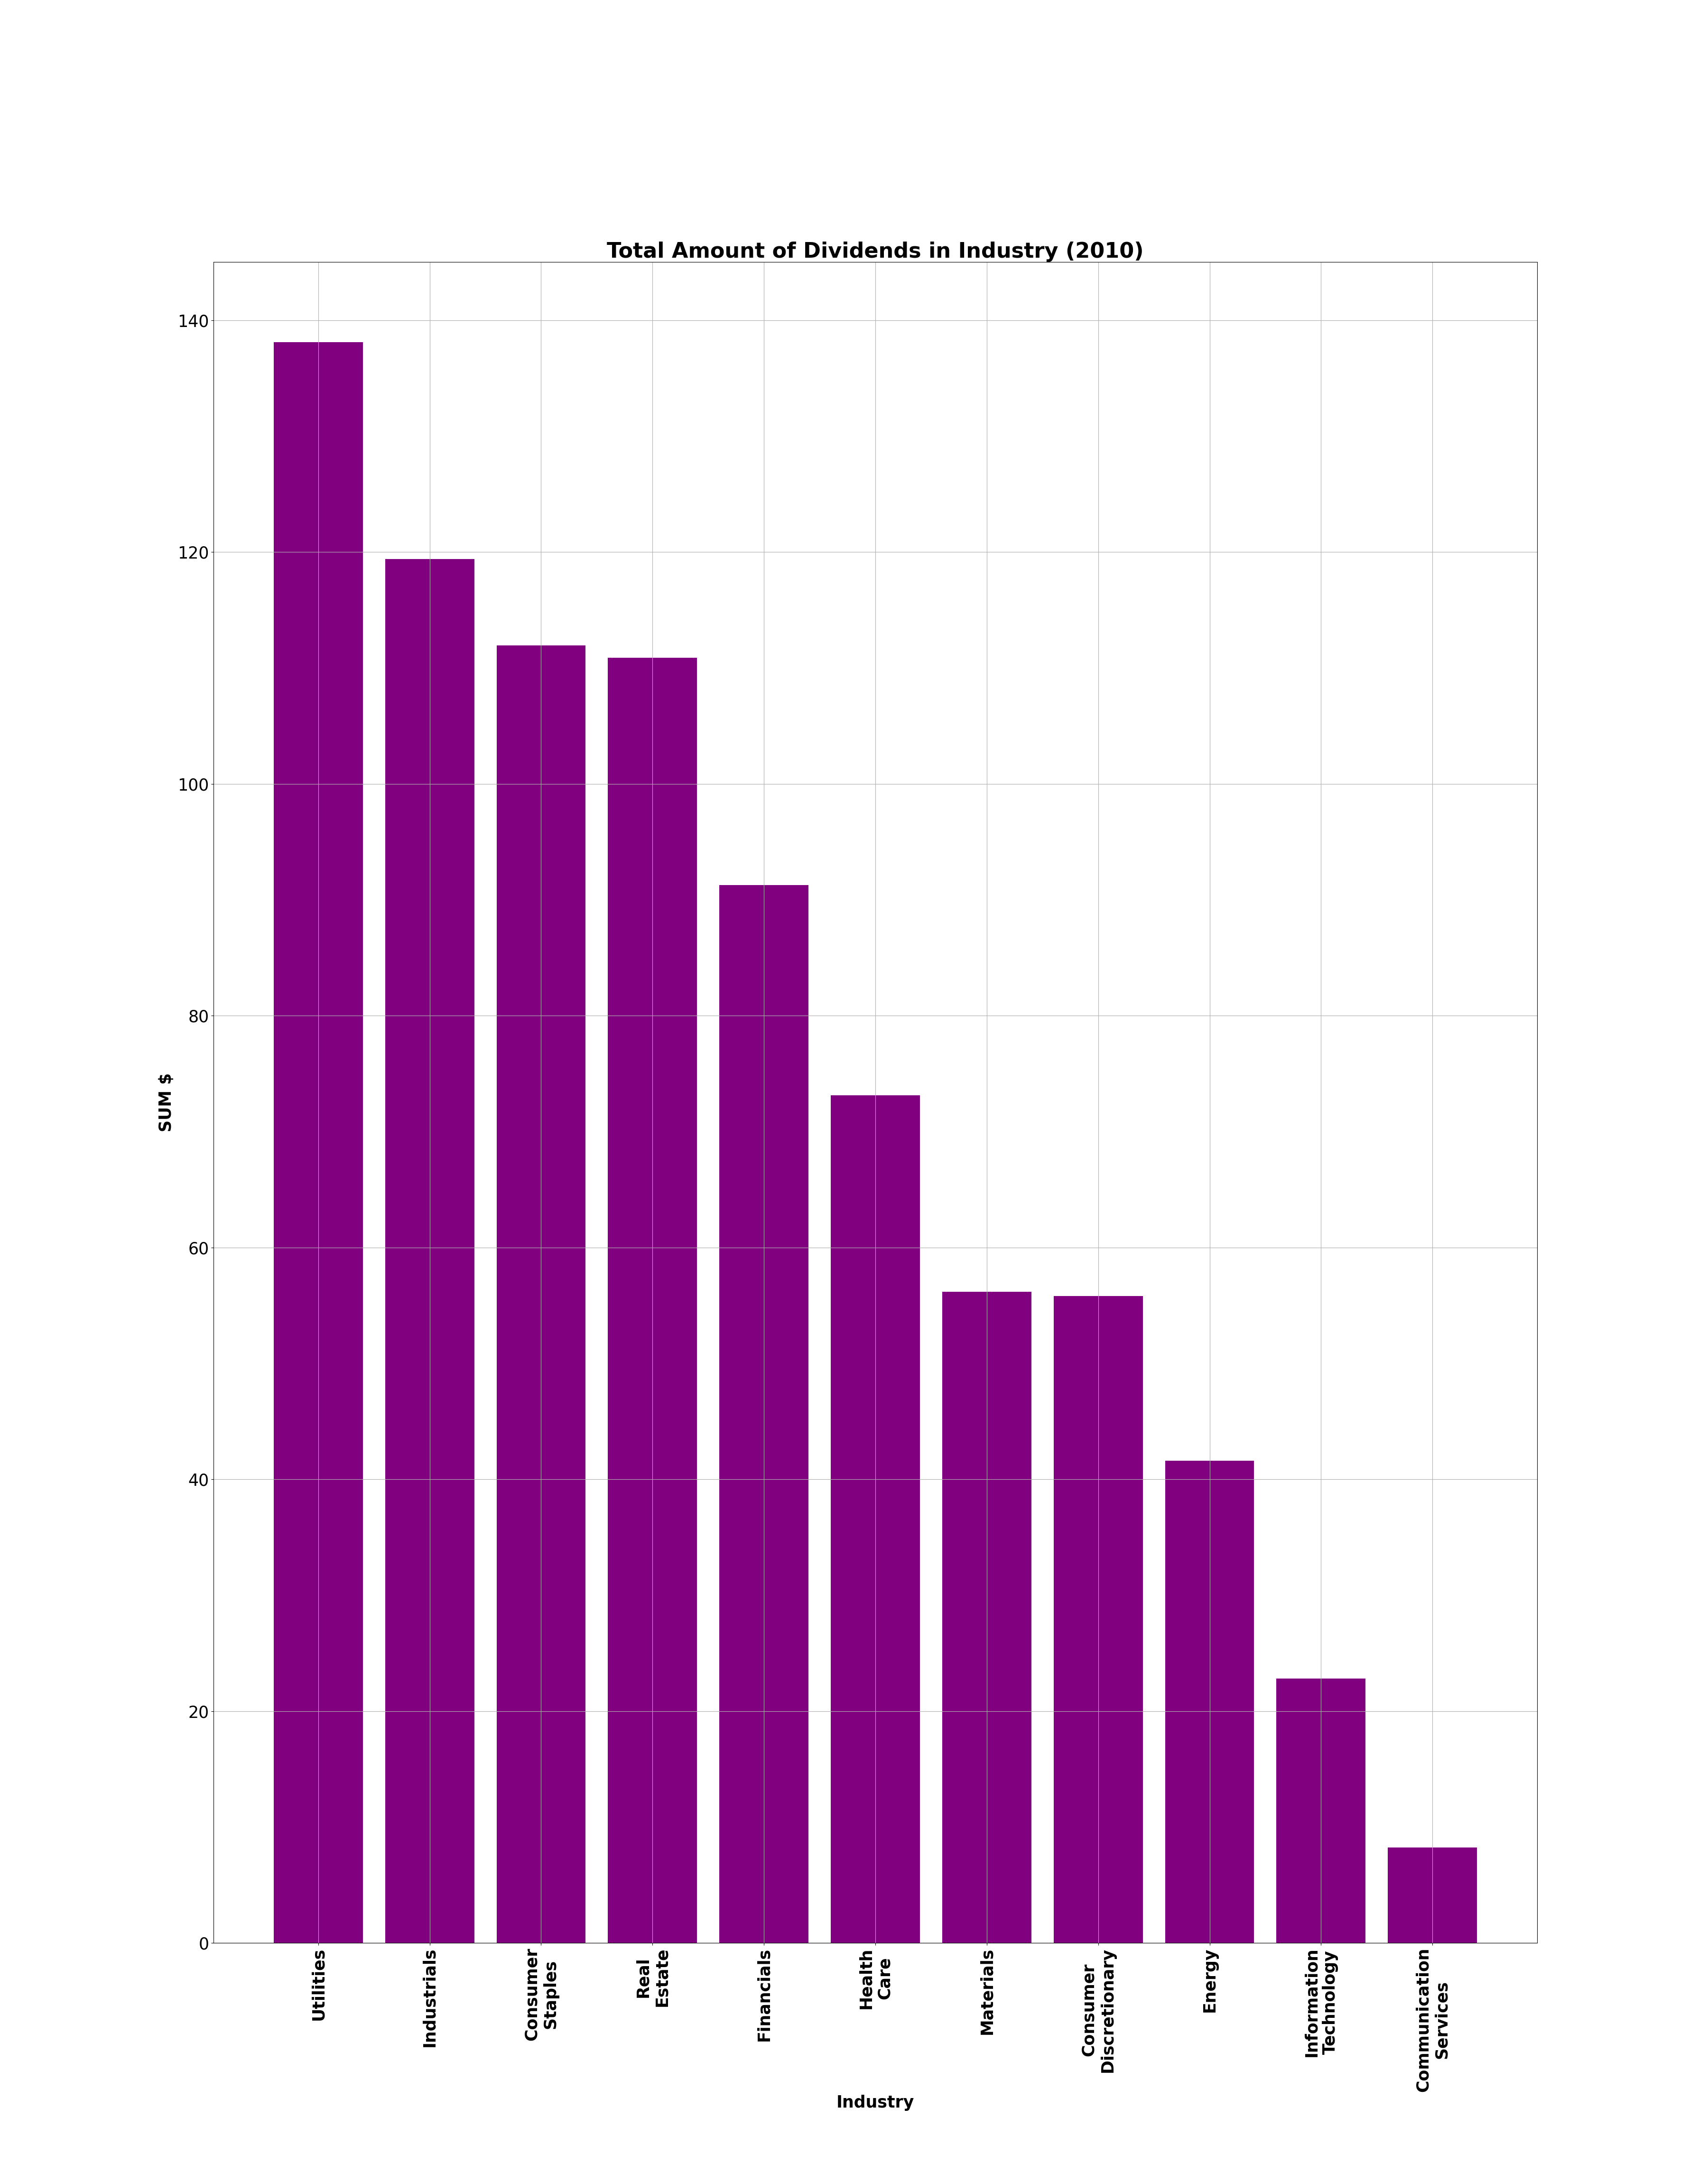 Total Amount of Dividends in Industry (2010)
140
120
100
80
60
40
20
0
SUM $
Utilities
Industrials
Consumer
Staples
Real
Estate
Financials
Health
Care
Materials
Consumer
Discretionary
Energy
Information
Technology
Communication
Services
Industry